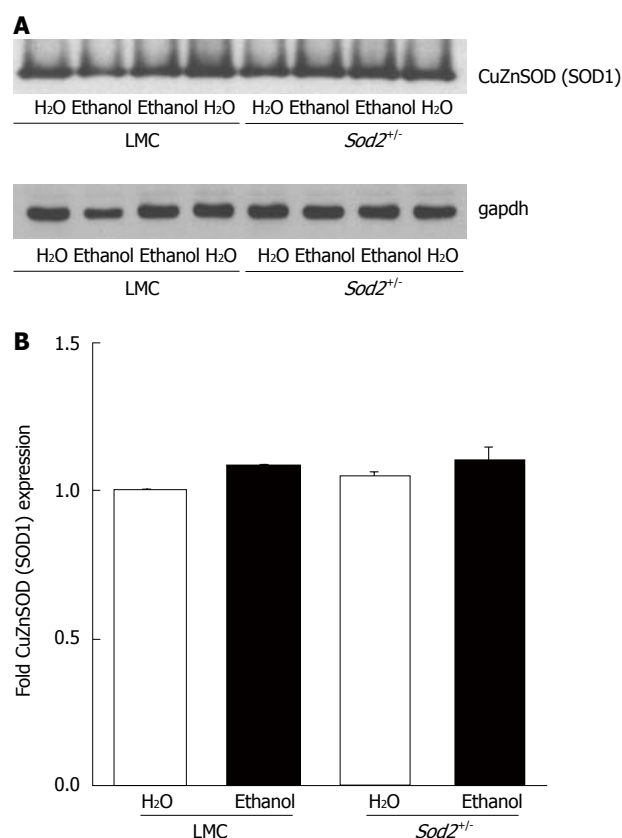 A
CuZnSOD (SOD1)
H₂O Ethanol Ethanol H₂O H₂O Ethanol Ethanol H₂O
LMC Sod2⁺/⁻
gapdh
H₂O Ethanol Ethanol H₂O H₂O Ethanol Ethanol H₂O
LMC Sod2⁺/⁻
B
Fold CuZnSOD (SOD1) expression
1.5
1.0
0.5
0.0
H₂O Ethanol H₂O Ethanol
LMC Sod2⁺/⁻